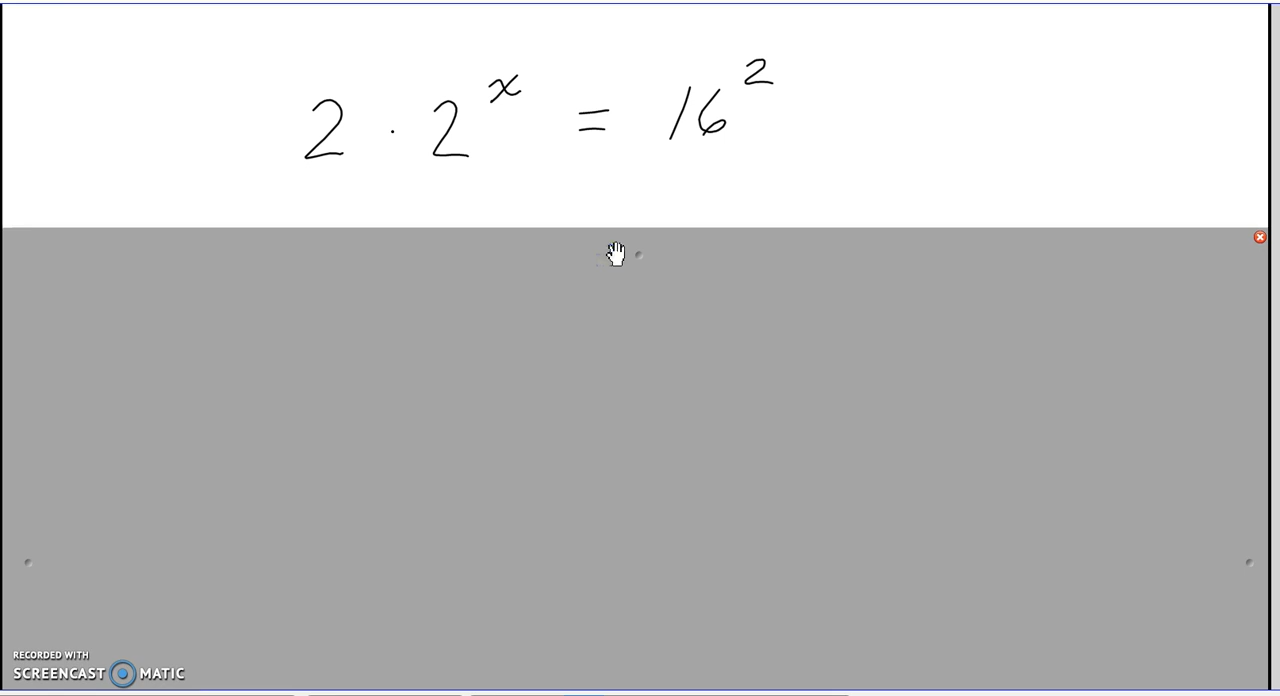 2 · 2^x = 16^2
RECORDED WITH
SCREENCAST MATIC